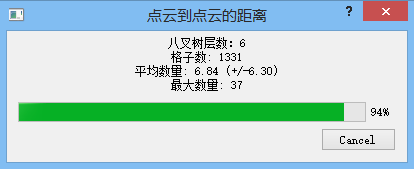 点云到点云的距离
?
八叉树层数: 6
格子数: 1331
平均数量: 6.84 (+/-6.30)
最大数量: 37
94%
Cancel